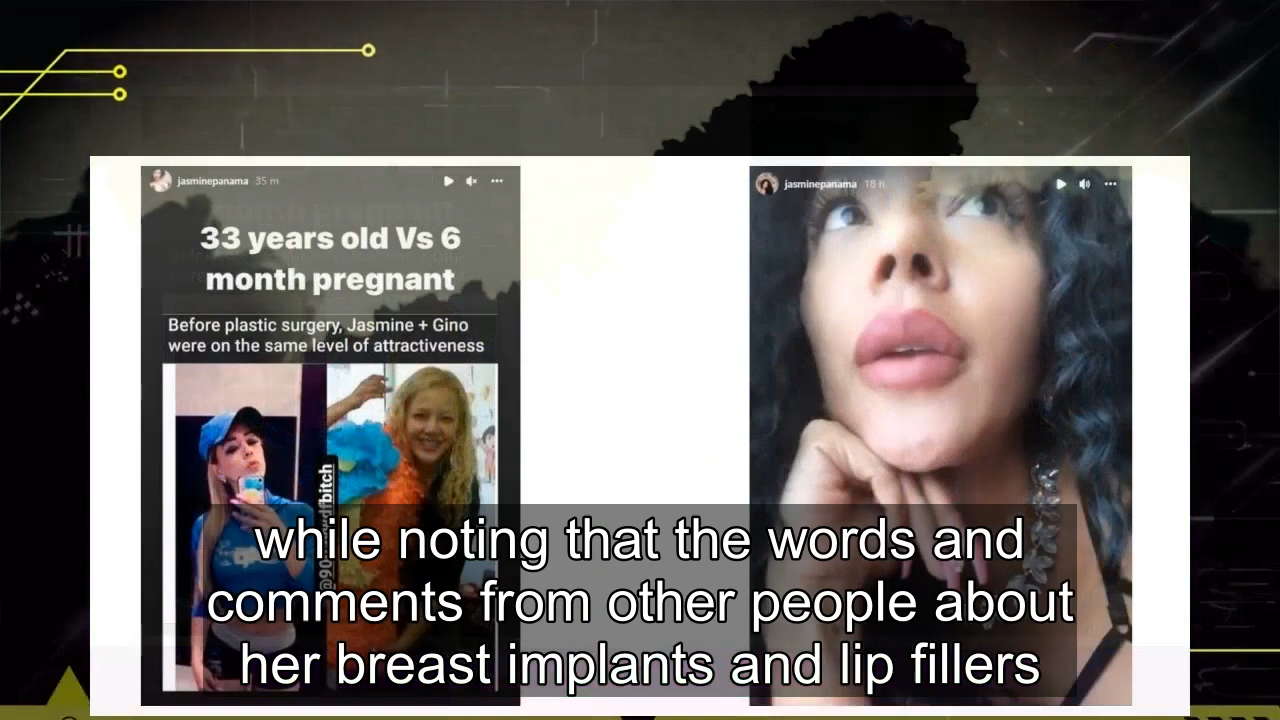 jasminepanama 35 m
33 years old Vs 6
month pregnant
Before plastic surgery, Jasmine + Gino
were on the same level of attractiveness
jasminepanama 18 h
while noting that the words and
comments from other people about
her breast implants and lip fillers